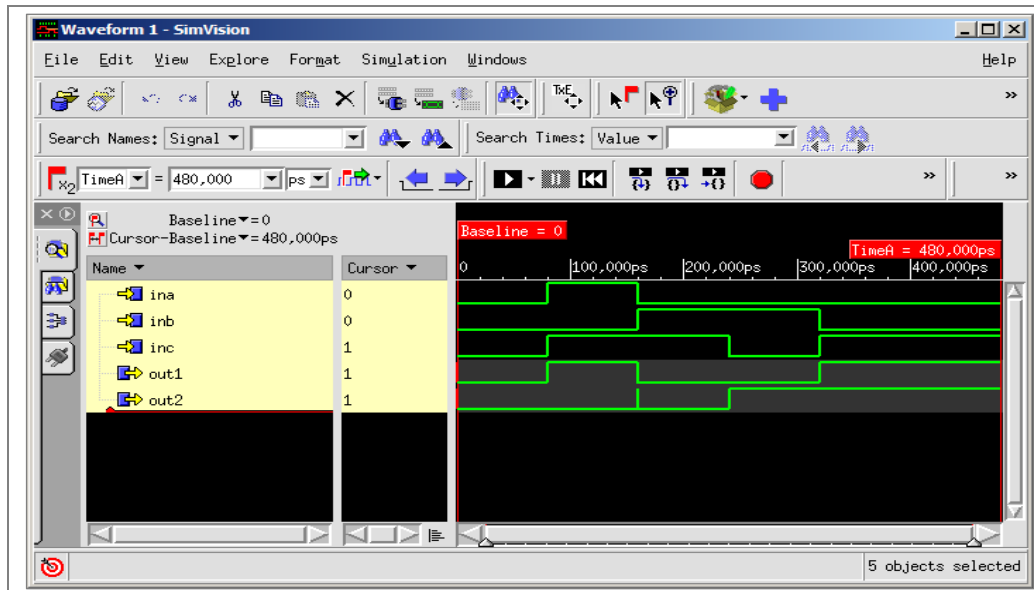 Waveform 1 - SimVision
File Edit View Explore Format Simulation Windows Help
TXE
Search Names: Signal Search Times: Value
x2 TimeA = 480,000 ps
Baseline = 0
Cursor-Baseline = 480,000ps
Baseline = 0
TimeA = 480,000ps
Name Cursor 0 100,000ps 200,000ps 300,000ps 400,000ps
ina 0
inb 0
inc 1
out1 1
out2 1
5 objects selected